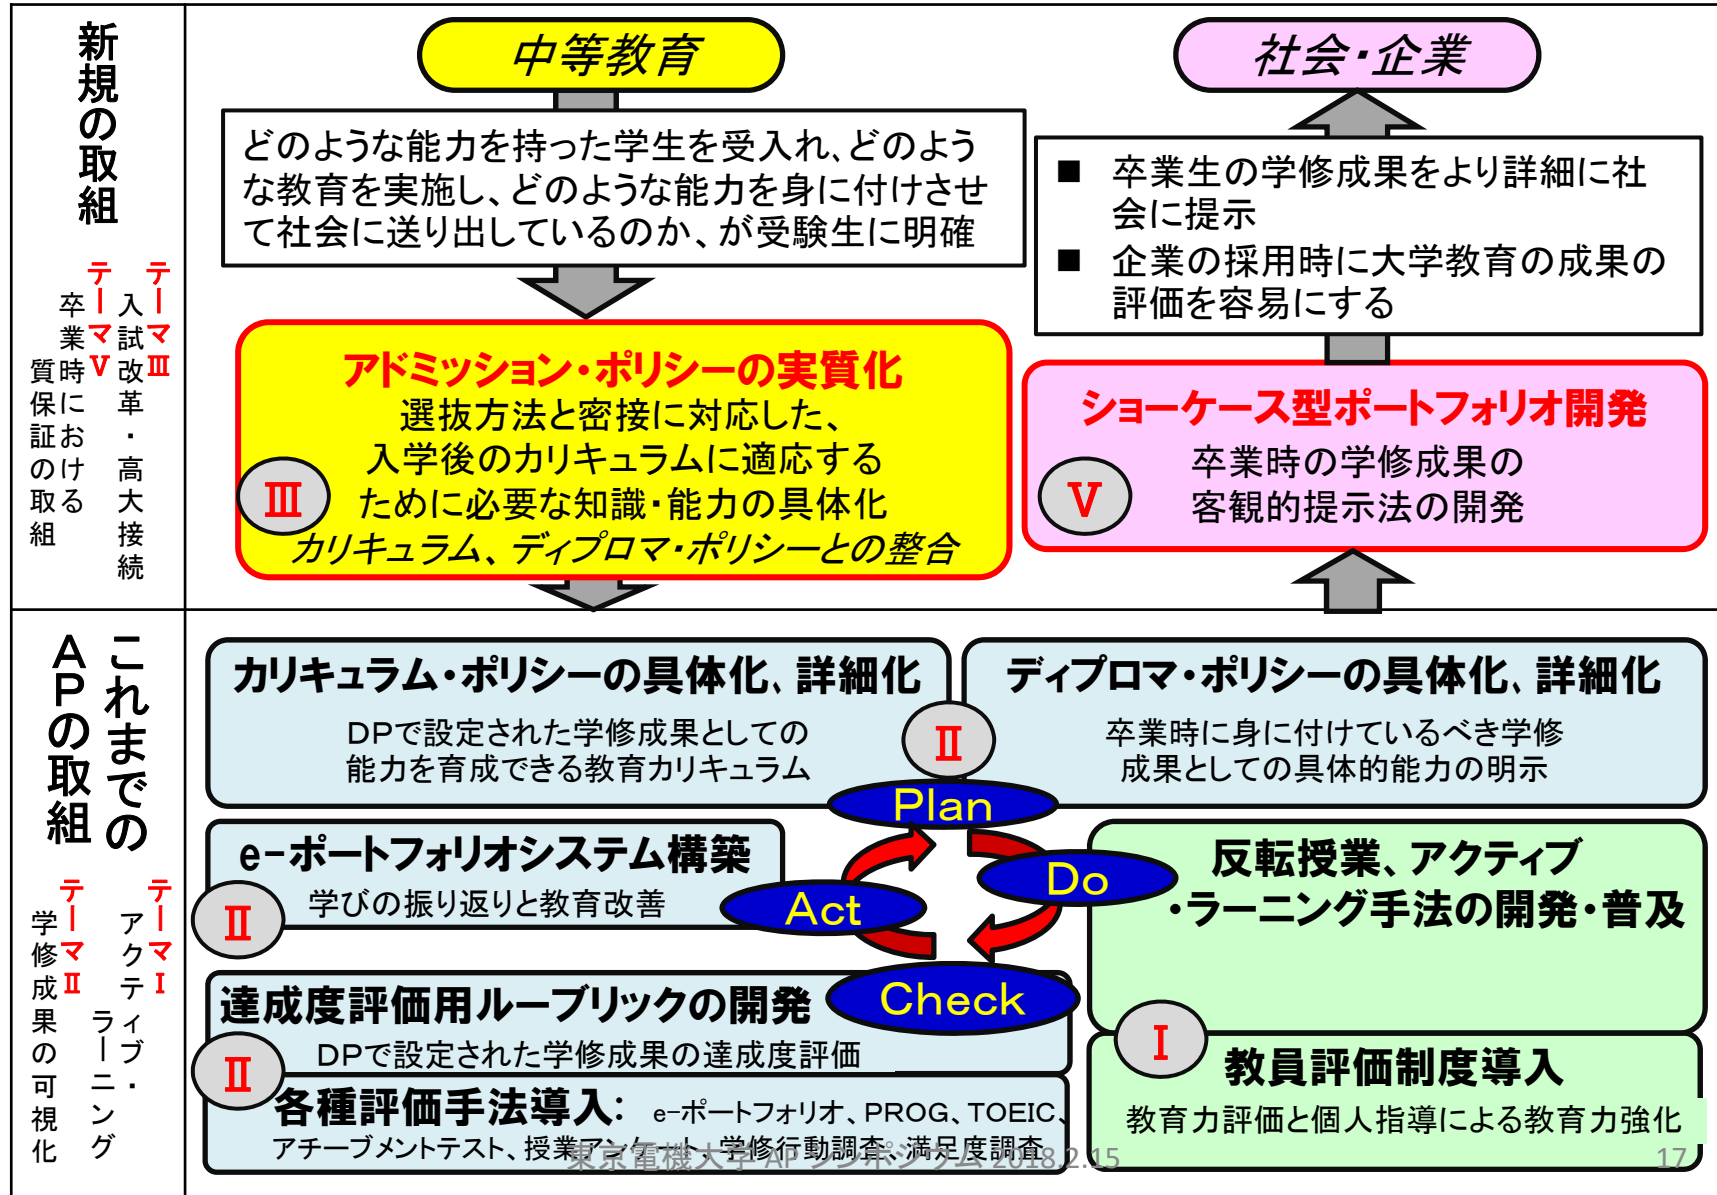 新規の取組
テーマⅢ
入試改革・高大接続
テーマⅤ
卒業時における
質保証の取組
中等教育
どのような能力を持った学生を受入れ、どのよう
な教育を実施し、どのような能力を身に付けさせ
て社会に送り出しているのか、が受験生に明確
アドミッション・ポリシーの実質化
選抜方法と密接に対応した、
入学後のカリキュラムに適応する
ために必要な知識・能力の具体化
カリキュラム、ディプロマ・ポリシーとの整合
Ⅲ
社会・企業
■ 卒業生の学修成果をより詳細に社
会に提示
■ 企業の採用時に大学教育の成果の
評価を容易にする
ショーケース型ポートフォリオ開発
卒業時の学修成果の
客観的提示法の開発
Ⅴ
これまでの
APの取組
テーマⅠ
アクティブ・
ラーニング
テーマⅡ
学修成果の可視化
カリキュラム・ポリシーの具体化、詳細化
DPで設定された学修成果としての
能力を育成できる教育カリキュラム
Ⅱ
ディプロマ・ポリシーの具体化、詳細化
卒業時に身に付けているべき学修
成果としての具体的能力の明示
Plan
Do
Check
Act
e-ポートフォリオシステム構築
学びの振り返りと教育改善
Ⅱ
反転授業、アクティブ
・ラーニング手法の開発・普及
達成度評価用ルーブリックの開発
DPで設定された学修成果の達成度評価
Ⅱ
各種評価手法導入： e-ポートフォリオ、PROG、TOEIC、
アチーブメントテスト、授業アンケート、学修行動調査、満足度調査
Ⅰ
教員評価制度導入
教育力評価と個人指導による教育力強化
東京電機大学 AP シンポジウム 2018.2.15
17